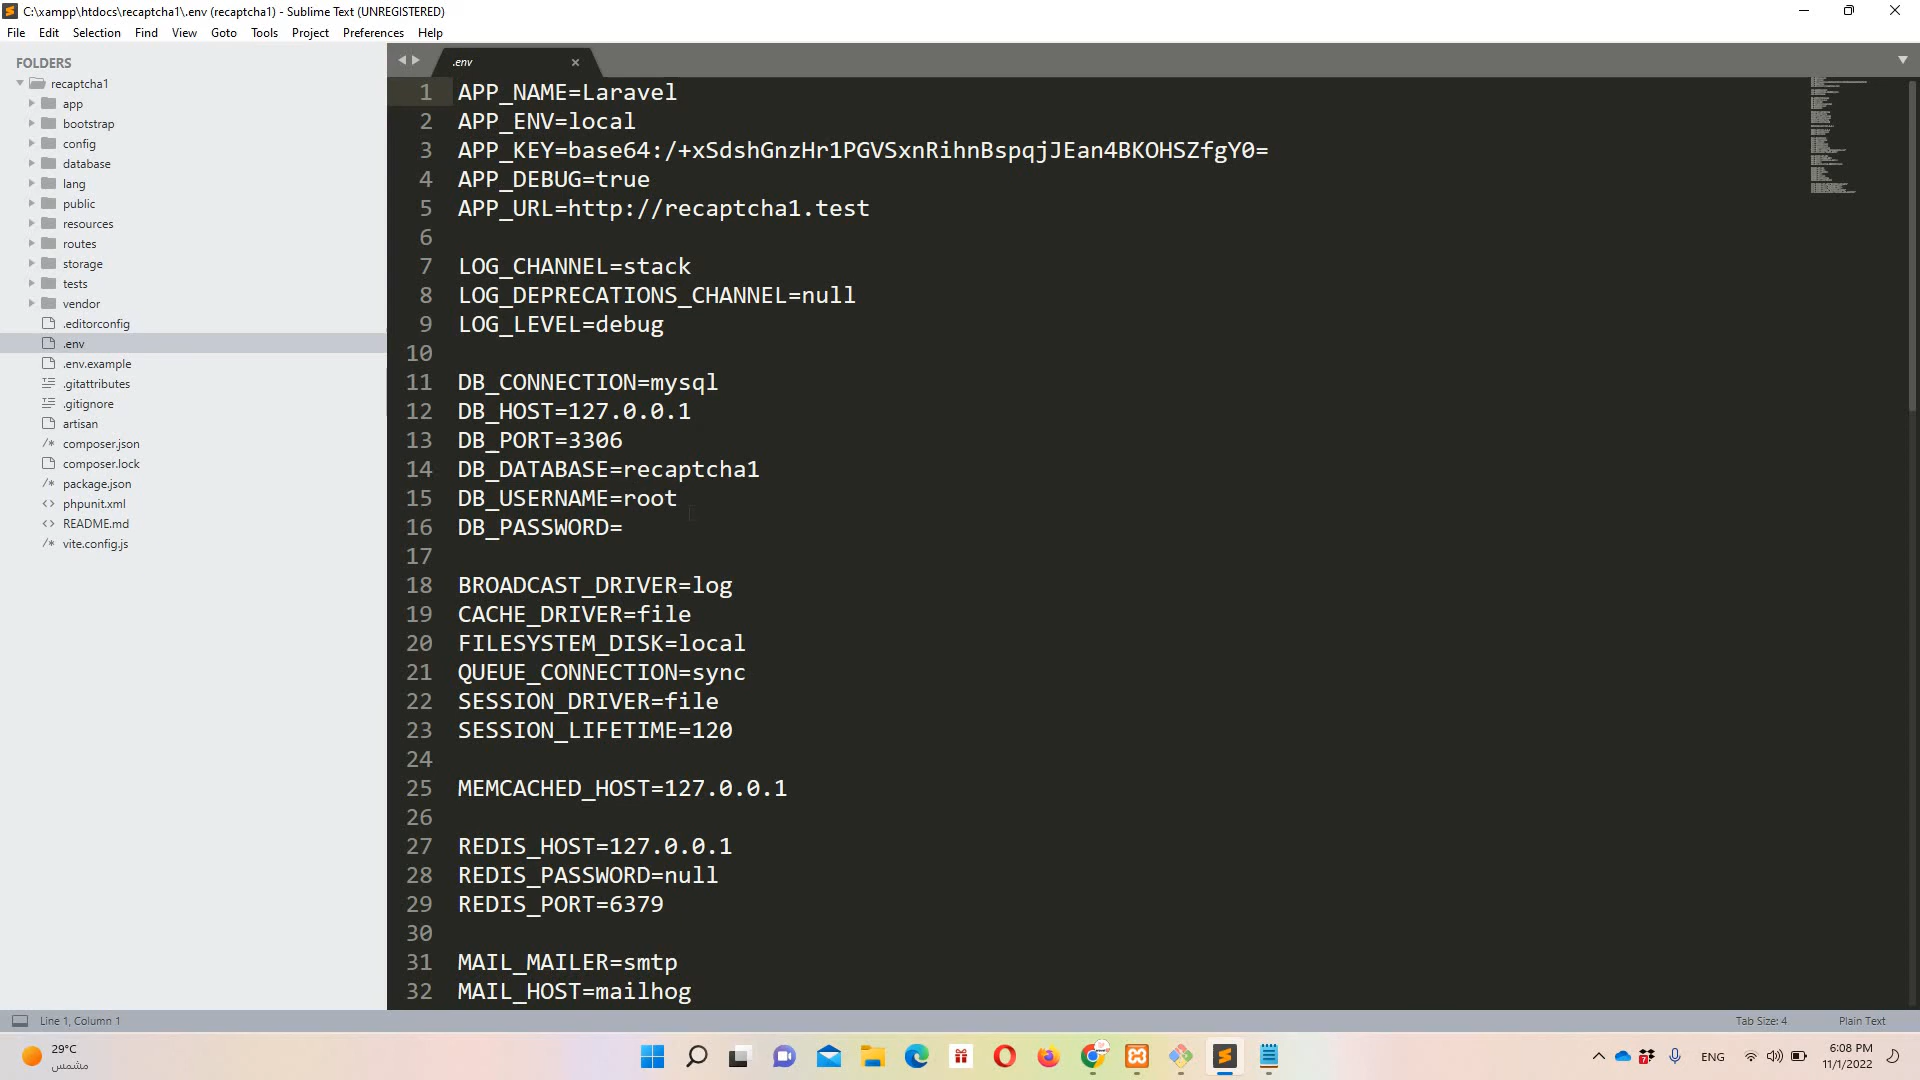 C:\xampp\htdocs\recaptcha1\.env (recaptcha1) - Sublime Text (UNREGISTERED)
File Edit Selection Find View Goto Tools Project Preferences Help
FOLDERS
recaptcha1
app
bootstrap
config
database
lang
public
resources
routes
storage
tests
vendor
.editorconfig
.env
.env.example
.gitattributes
.gitignore
artisan
composer.json
composer.lock
package.json
phpunit.xml
README.md
vite.config.js
.env
1 APP_NAME=Laravel
2 APP_ENV=local
3 APP_KEY=base64:/+xSdshGnzHr1PGVSxnRihnBspqjJEan4BKOHSZfgY0=
4 APP_DEBUG=true
5 APP_URL=http://recaptcha1.test
6
7 LOG_CHANNEL=stack
8 LOG_DEPRECATIONS_CHANNEL=null
9 LOG_LEVEL=debug
10
11 DB_CONNECTION=mysql
12 DB_HOST=127.0.0.1
13 DB_PORT=3306
14 DB_DATABASE=recaptcha1
15 DB_USERNAME=root
16 DB_PASSWORD=
17
18 BROADCAST_DRIVER=log
19 CACHE_DRIVER=file
20 FILESYSTEM_DISK=local
21 QUEUE_CONNECTION=sync
22 SESSION_DRIVER=file
23 SESSION_LIFETIME=120
24
25 MEMCACHED_HOST=127.0.0.1
26
27 REDIS_HOST=127.0.0.1
28 REDIS_PASSWORD=null
29 REDIS_PORT=6379
30
31 MAIL_MAILER=smtp
32 MAIL_HOST=mailhog
Line 1, Column 1
Tab Size: 4 Plain Text
29°C
مشمس
ENG
6:08 PM
11/1/2022